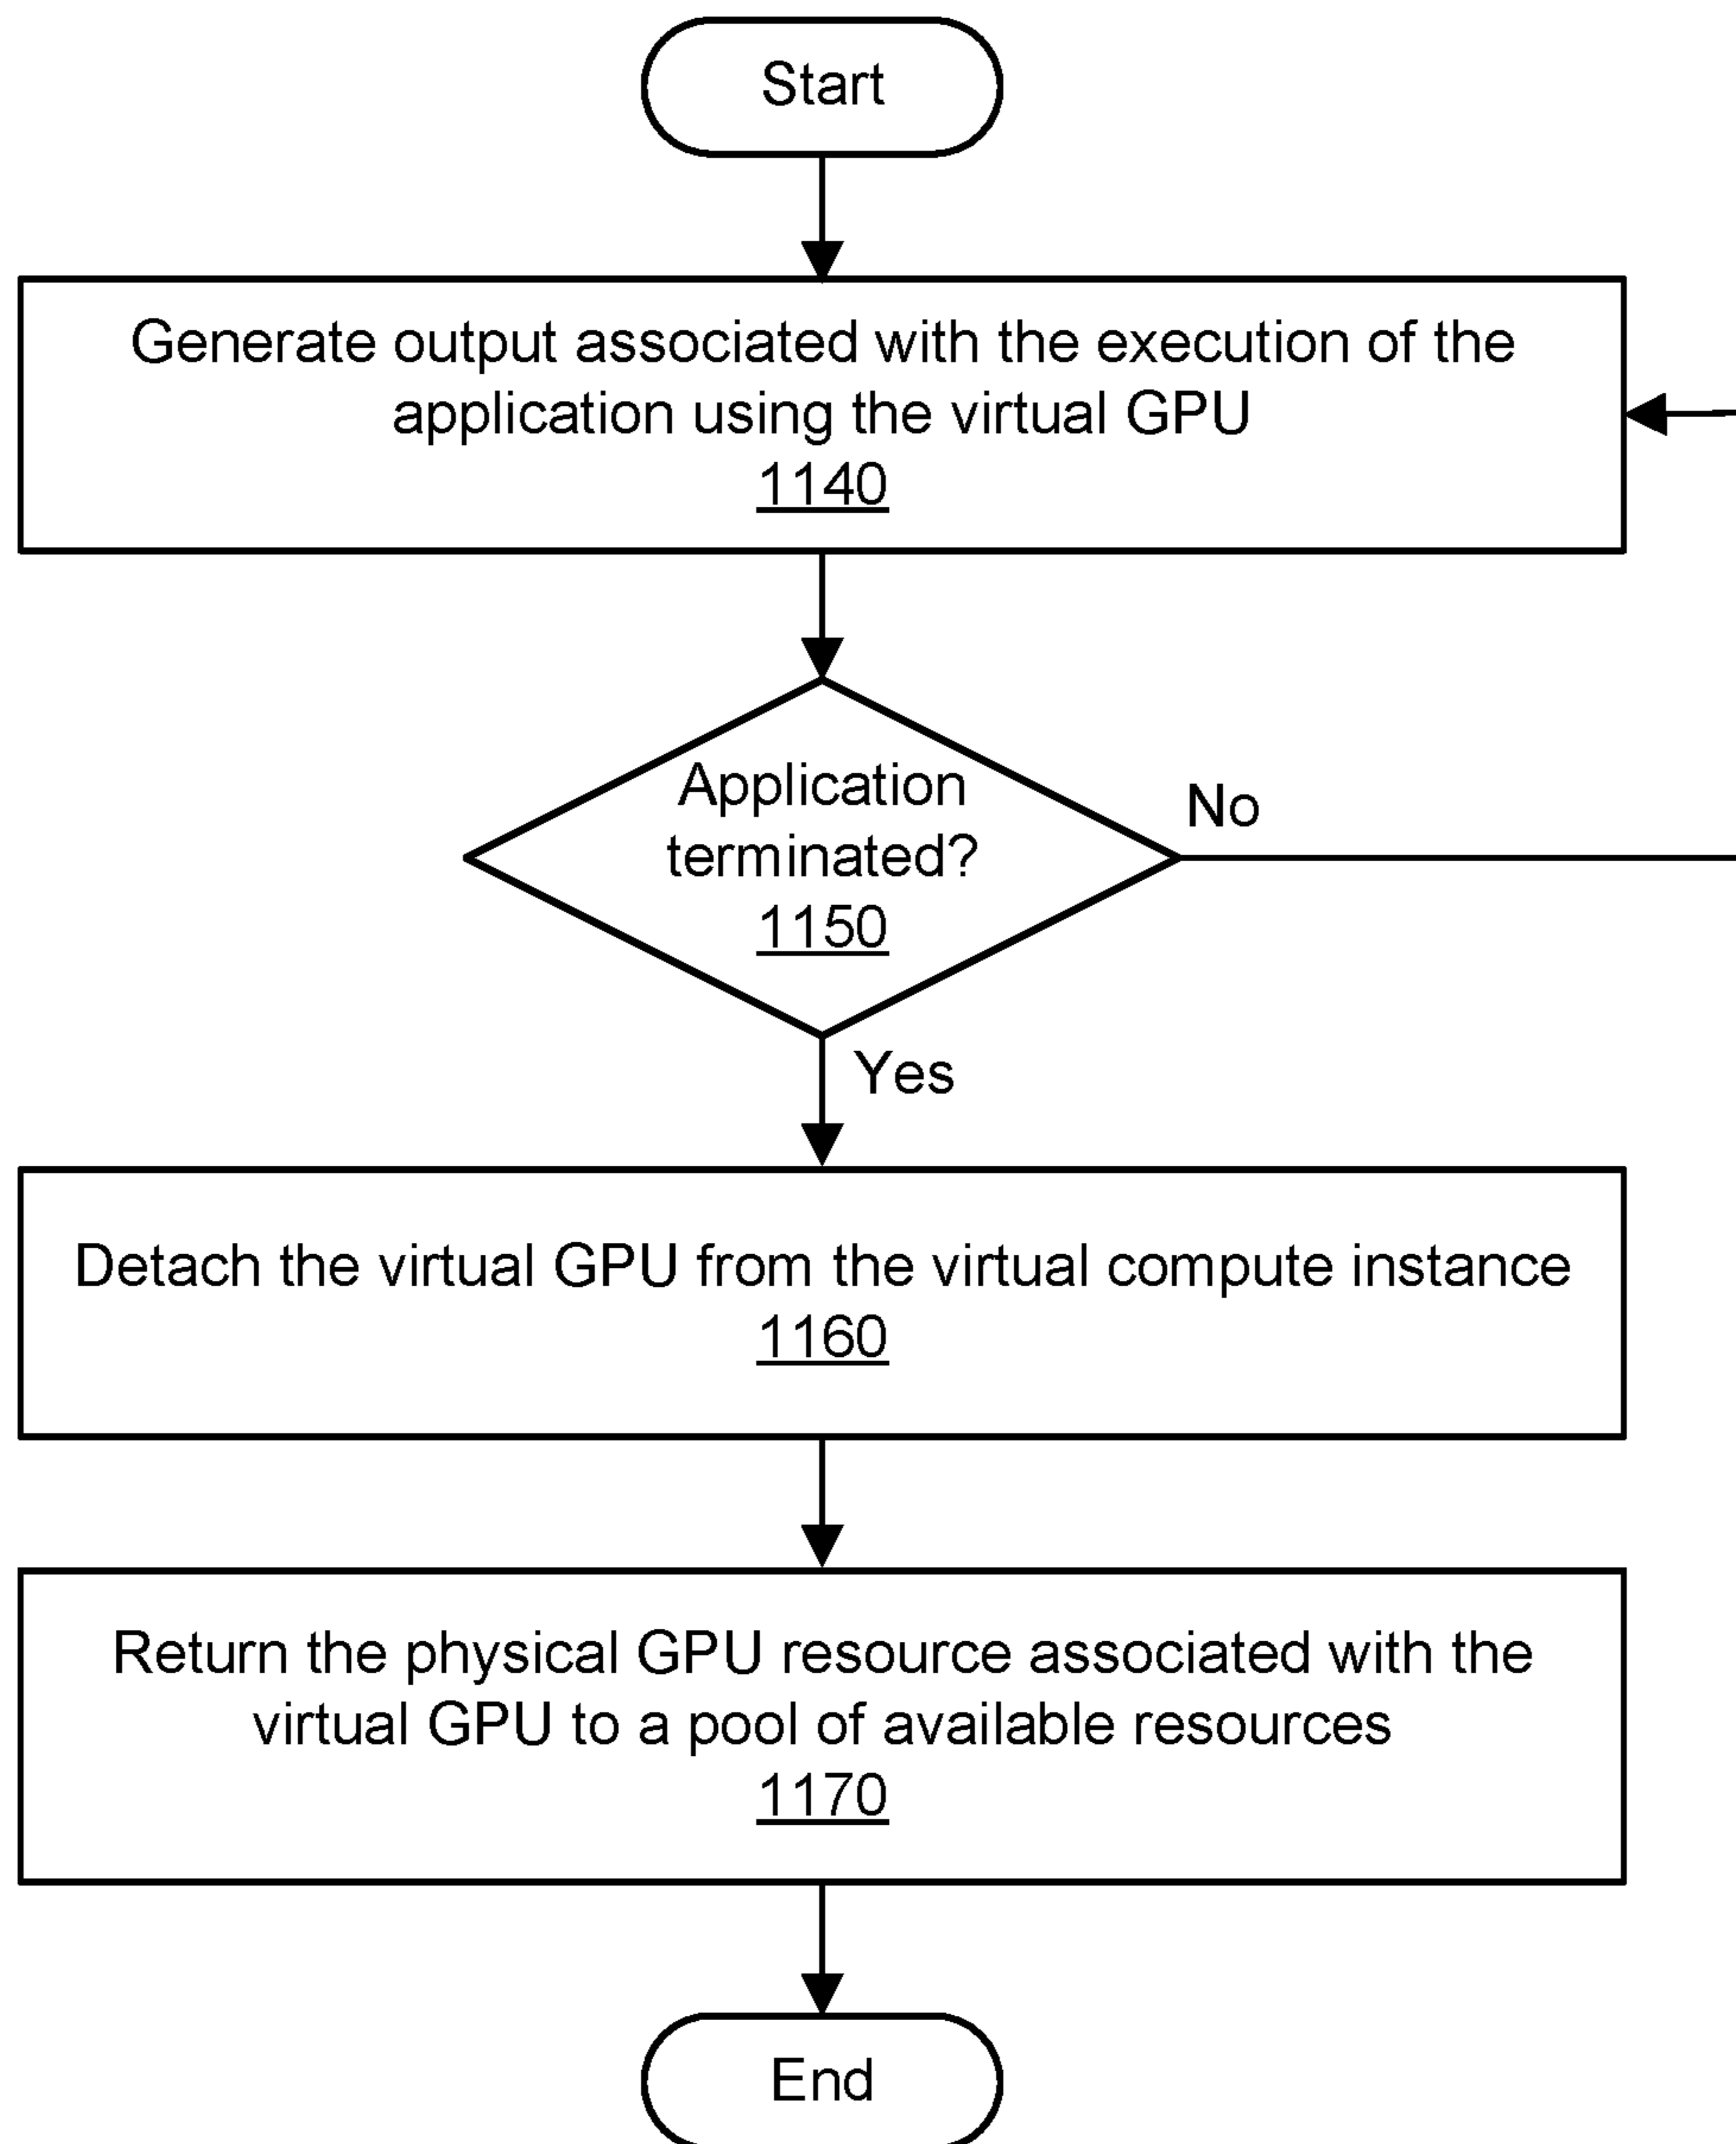 Start
Generate output associated with the execution of the
application using the virtual GPU
1140
Application
terminated?
1150
No
Yes
Detach the virtual GPU from the virtual compute instance
1160
Return the physical GPU resource associated with the
virtual GPU to a pool of available resources
1170
End